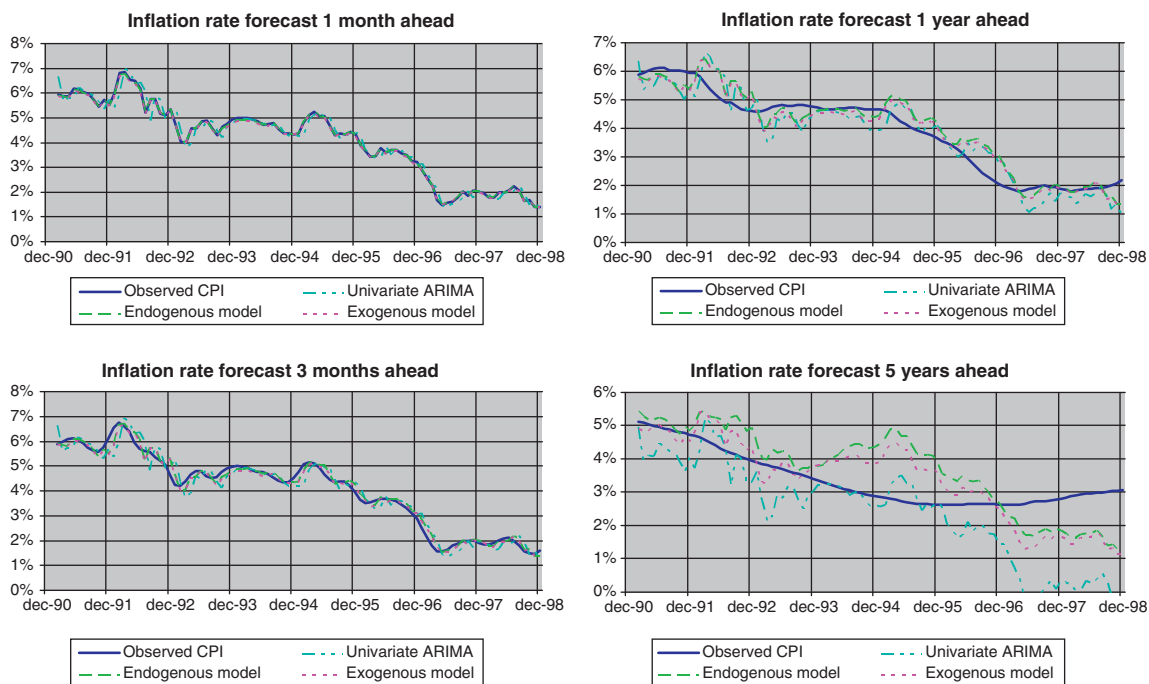 Inflation rate forecast 1 month ahead
8%
7%
6%
5%
4%
3%
2%
1%
0%
dec-90 dec-91 dec-92 dec-93 dec-94 dec-95 dec-96 dec-97 dec-98
Observed CPI Univariate ARIMA
Endogenous model Exogenous model
Inflation rate forecast 1 year ahead
7%
6%
5%
4%
3%
2%
1%
0%
dec-90 dec-91 dec-92 dec-93 dec-94 dec-95 dec-96 dec-97 dec-98
Observed CPI Univariate ARIMA
Endogenous model Exogenous model
Inflation rate forecast 3 months ahead
8%
7%
6%
5%
4%
3%
2%
1%
0%
dec-90 dec-91 dec-92 dec-93 dec-94 dec-95 dec-96 dec-97 dec-98
Observed CPI Univariate ARIMA
Endogenous model Exogenous model
Inflation rate forecast 5 years ahead
6%
5%
4%
3%
2%
1%
0%
dec-90 dec-91 dec-92 dec-93 dec-94 dec-95 dec-96 dec-97 dec-98
Observed CPI Univariate ARIMA
Endogenous model Exogenous model